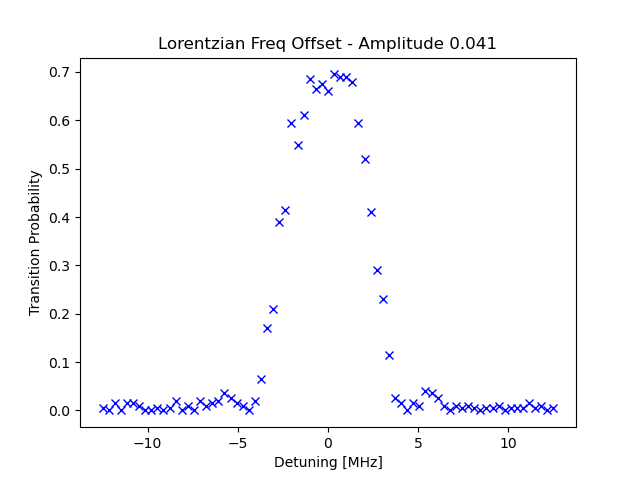 Lorentzian Freq Offset - Amplitude 0.041
Transition Probability
0.7
0.6
0.5
0.4
0.3
0.2
0.1
0.0
−10 −5 0 5 10
Detuning [MHz]